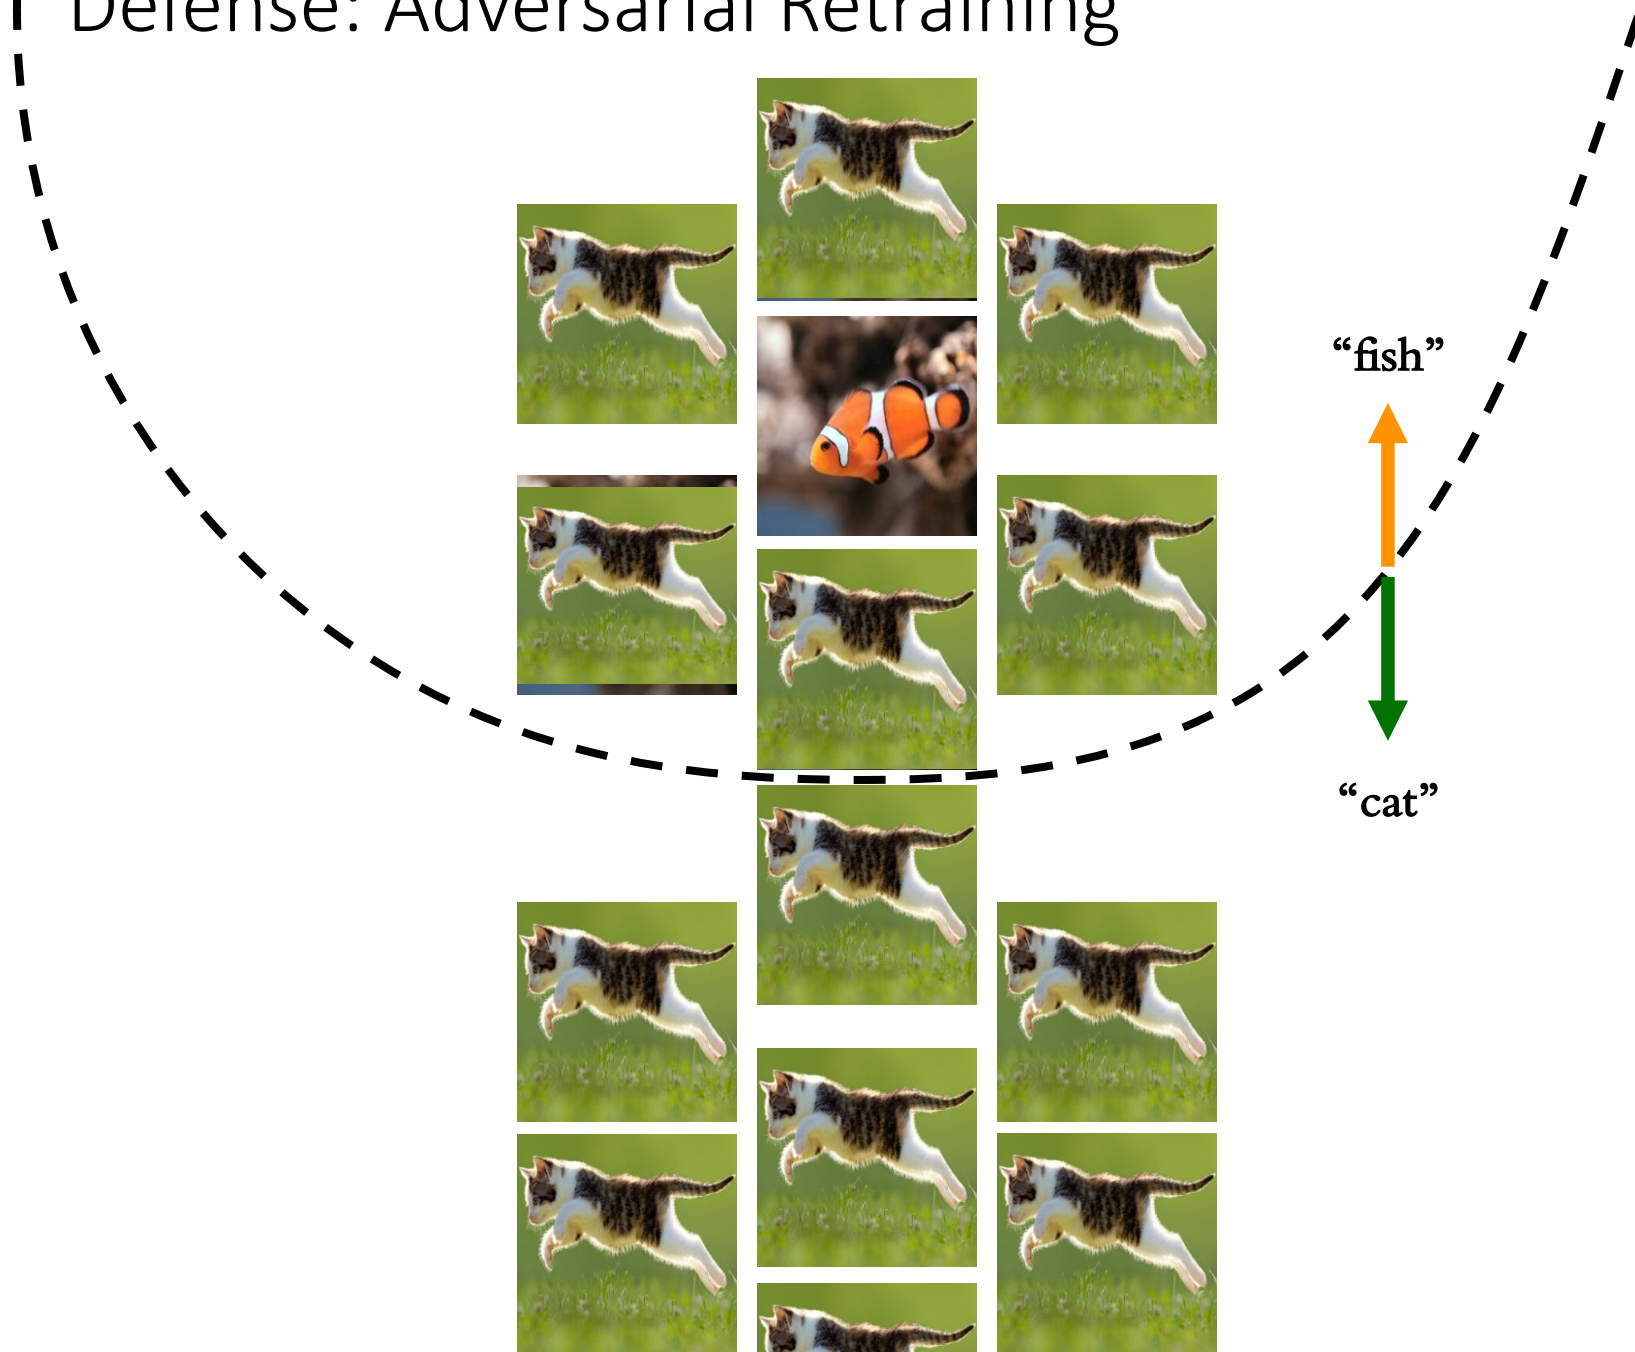 Defense: Adversarial Retraining
“fish”
“cat”